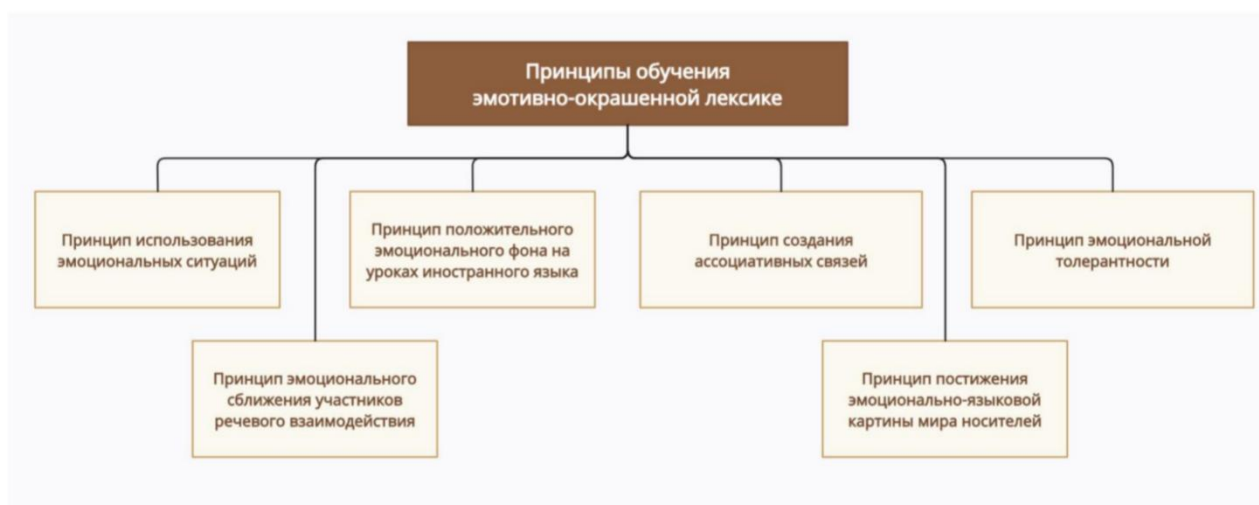 Принципы обучения
эмотивно-окрашенной лексике
Принцип использования
эмоциональных ситуаций
Принцип положительного
эмоционального фона на
уроках иностранного языка
Принцип создания
ассоциативных связей
Принцип эмоциональной
толерантности
Принцип эмоционального
сближения участников
речевого взаимодействия
Принцип постижения
эмоционально-языковой
картины мира носителей